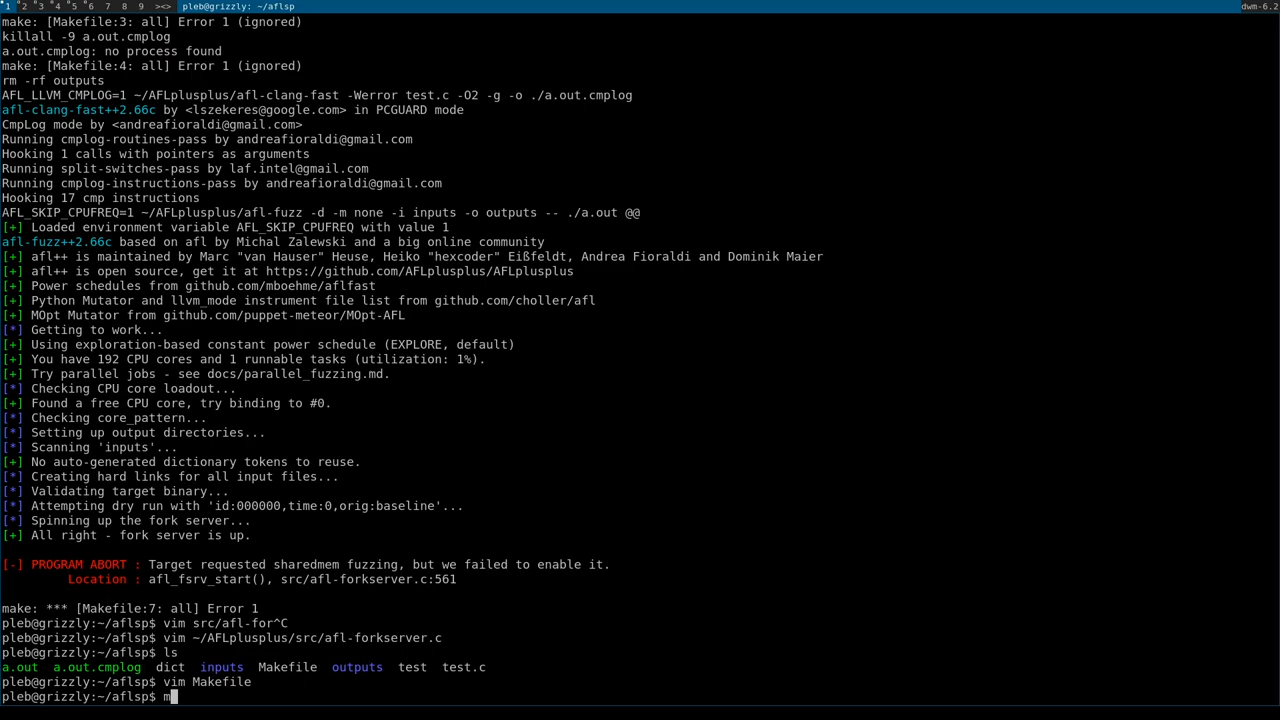 1 2 3 4 5 6 7 8 9 ><> pleb@grizzly: ~/aflsp dwm-6.2
make: [Makefile:3: all] Error 1 (ignored)
killall -9 a.out.cmplog
a.out.cmplog: no process found
make: [Makefile:4: all] Error 1 (ignored)
rm -rf outputs
AFL_LLVM_CMPLOG=1 ~/AFLplusplus/afl-clang-fast -Werror test.c -O2 -g -o ./a.out.cmplog
afl-clang-fast++2.66c by <lszekeres@google.com> in PCGUARD mode
CmpLog mode by <andreafioraldi@gmail.com>
Running cmplog-routines-pass by andreafioraldi@gmail.com
Hooking 1 calls with pointers as arguments
Running split-switches-pass by laf.intel@gmail.com
Running cmplog-instructions-pass by andreafioraldi@gmail.com
Hooking 17 cmp instructions
AFL_SKIP_CPUFREQ=1 ~/AFLplusplus/afl-fuzz -d -m none -i inputs -o outputs -- ./a.out @@
[+] Loaded environment variable AFL_SKIP_CPUFREQ with value 1
afl-fuzz++2.66c based on afl by Michal Zalewski and a big online community
[+] afl++ is maintained by Marc "van Hauser" Heuse, Heiko "hexcoder" Eißfeldt, Andrea Fioraldi and Dominik Maier
[+] afl++ is open source, get it at https://github.com/AFLplusplus/AFLplusplus
[+] Power schedules from github.com/mboehme/aflfast
[+] Python Mutator and llvm_mode instrument file list from github.com/choller/afl
[+] MOpt Mutator from github.com/puppet-meteor/MOpt-AFL
[*] Getting to work...
[+] Using exploration-based constant power schedule (EXPLORE, default)
[+] You have 192 CPU cores and 1 runnable tasks (utilization: 1%).
[+] Try parallel jobs - see docs/parallel_fuzzing.md.
[*] Checking CPU core loadout...
[+] Found a free CPU core, try binding to #0.
[*] Checking core_pattern...
[*] Setting up output directories...
[*] Scanning 'inputs'...
[+] No auto-generated dictionary tokens to reuse.
[*] Creating hard links for all input files...
[*] Validating target binary...
[*] Attempting dry run with 'id:000000,time:0,orig:baseline'...
[*] Spinning up the fork server...
[+] All right - fork server is up.
[-] PROGRAM ABORT : Target requested sharedmem fuzzing, but we failed to enable it.
Location : afl_fsrv_start(), src/afl-forkserver.c:561
make: *** [Makefile:7: all] Error 1
pleb@grizzly:~/aflsp$ vim src/afl-for^C
pleb@grizzly:~/aflsp$ vim ~/AFLplusplus/src/afl-forkserver.c
pleb@grizzly:~/aflsp$ ls
a.out a.out.cmplog dict inputs Makefile outputs test test.c
pleb@grizzly:~/aflsp$ vim Makefile
pleb@grizzly:~/aflsp$ m